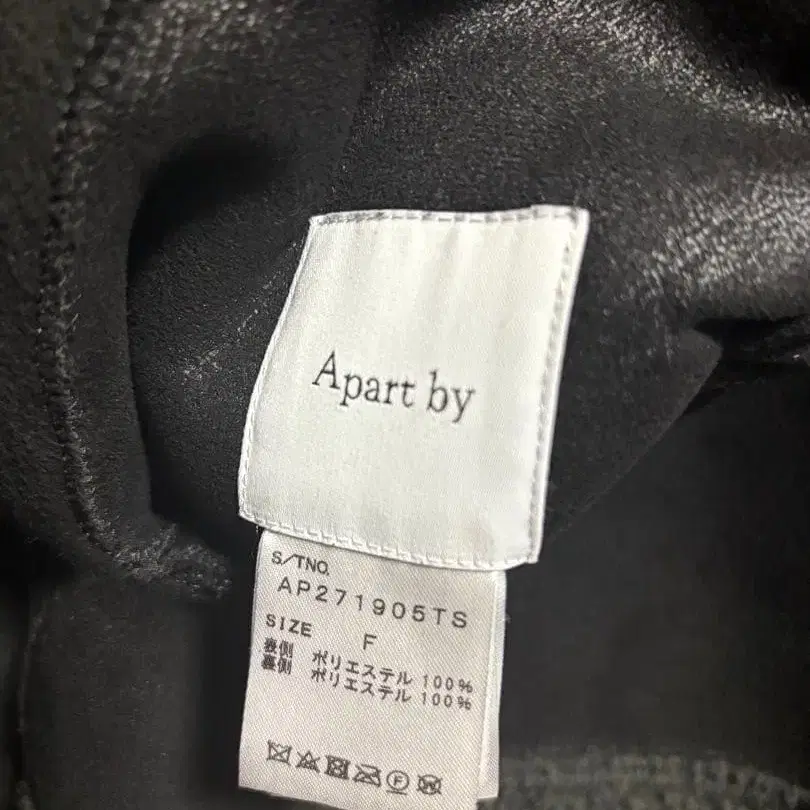 Apart by
S/TNO.
AP271905TS
SIZE F
表側 ポリエステル 100%
裏側 ポリエステル 100%